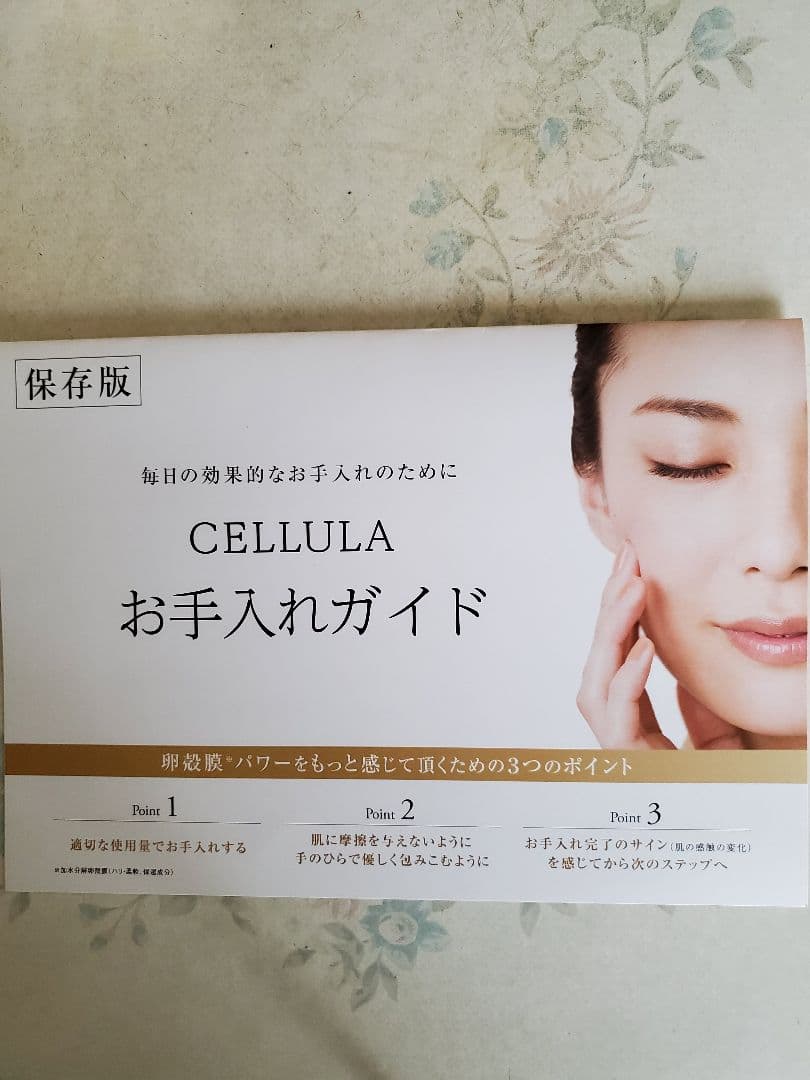 保存版
毎日の効果的なお手入れのために
CELLULA
お手入れガイド
卵殻膜※パワーをもっと感じて頂くための3つのポイント
Point 1
適切な使用量でお手入れする
※加水分解卵殻膜(ハリ・柔軟、保湿成分)
Point 2
肌に摩擦を与えないように
手のひらで優しく包みこむように
Point 3
お手入れ完了のサイン(肌の感触の変化)
を感じてから次のステップへ